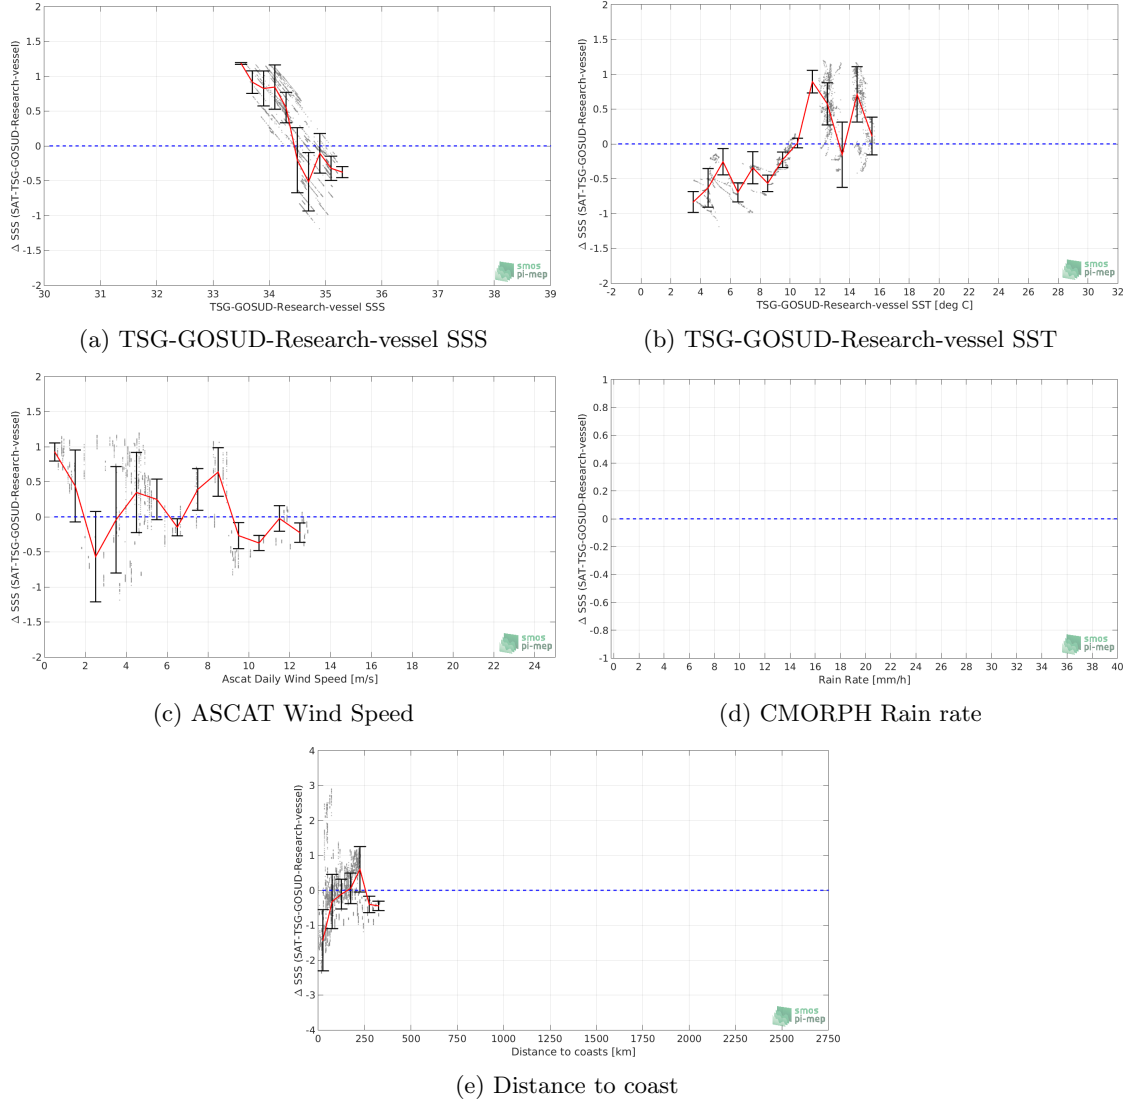 Δ SSS (SAT-TSG-GOSUD-Research-vessel)
2
1.5
1
0.5
0
-0.5
-1
-1.5
-2
30 31 32 33 34 35 36 37 38 39
TSG-GOSUD-Research-vessel SSS
smos
pi-mep
(a) TSG-GOSUD-Research-vessel SSS
Δ SSS (SAT-TSG-GOSUD-Research-vessel)
2
1.5
1
0.5
0
-0.5
-1
-1.5
-2
-2 0 2 4 6 8 10 12 14 16 18 20 22 24 26 28 30 32
TSG-GOSUD-Research-vessel SST [deg C]
smos
pi-mep
(b) TSG-GOSUD-Research-vessel SST
Δ SSS (SAT-TSG-GOSUD-Research-vessel)
2
1.5
1
0.5
0
-0.5
-1
-1.5
-2
0 2 4 6 8 10 12 14 16 18 20 22 24
Ascat Daily Wind Speed [m/s]
smos
pi-mep
(c) ASCAT Wind Speed
Δ SSS (SAT-TSG-GOSUD-Research-vessel)
1
0.8
0.6
0.4
0.2
0
-0.2
-0.4
-0.6
-0.8
-1
0 2 4 6 8 10 12 14 16 18 20 22 24 26 28 30 32 34 36 38 40
Rain Rate [mm/h]
smos
pi-mep
(d) CMORPH Rain rate
Δ SSS (SAT-TSG-GOSUD-Research-vessel)
4
3
2
1
0
-1
-2
-3
-4
0 250 500 750 1000 1250 1500 1750 2000 2250 2500 2750
Distance to coasts [km]
smos
pi-mep
(e) Distance to coast